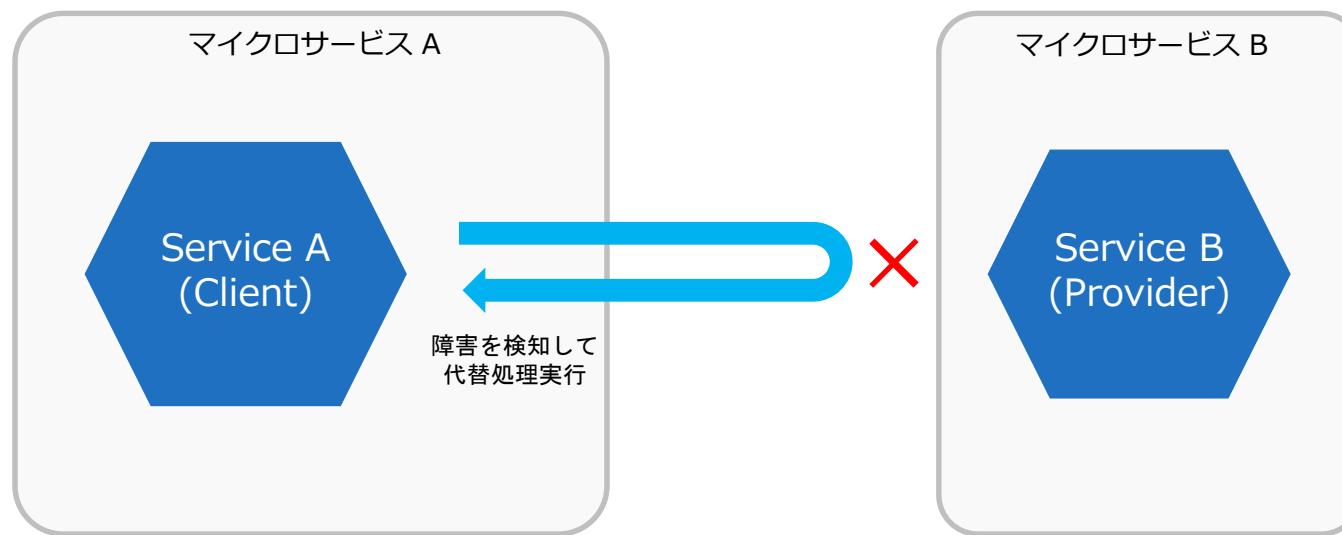 マイクロサービス A
マイクロサービス B
Service A
(Client)
Service B
(Provider)
障害を検知して
代替処理実行